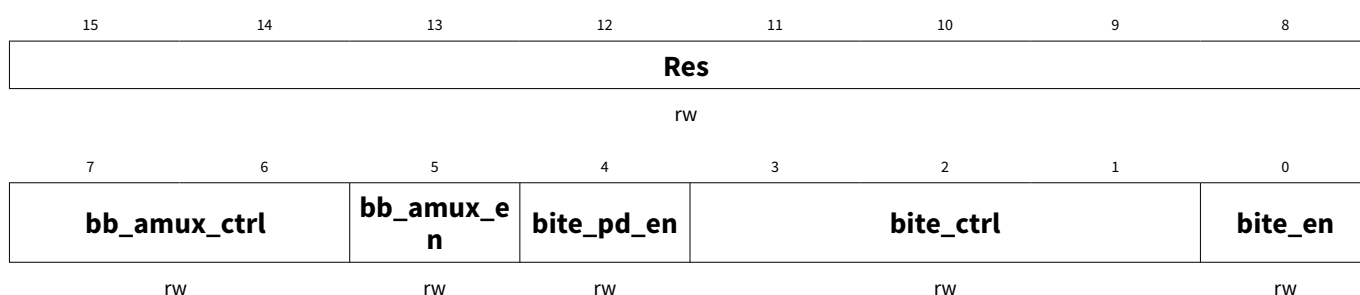 15 14 13 12 11 10 9 8
Res
rw
7 6 5 4 3 2 1 0
bb_amux_ctrl bb_amux_e
n bite_pd_en bite_ctrl bite_en
rw rw rw rw rw